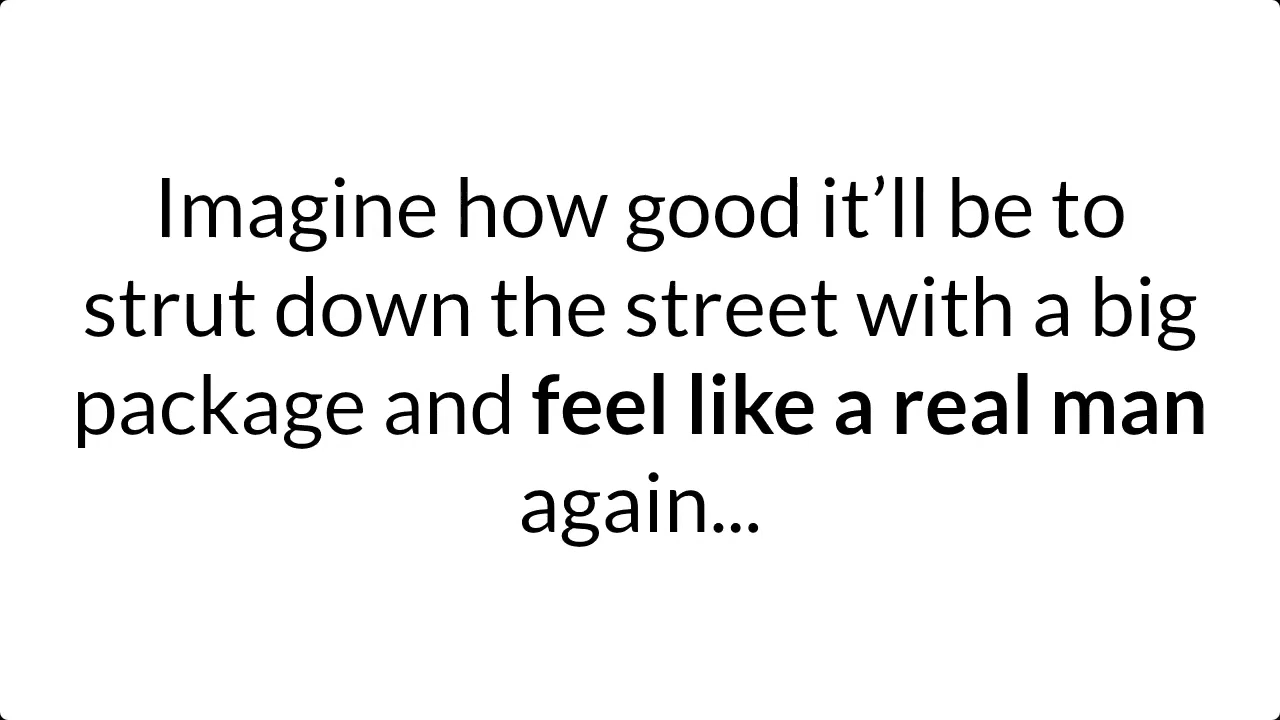 Imagine how good it’ll be to
strut down the street with a big
package and feel like a real man
again...